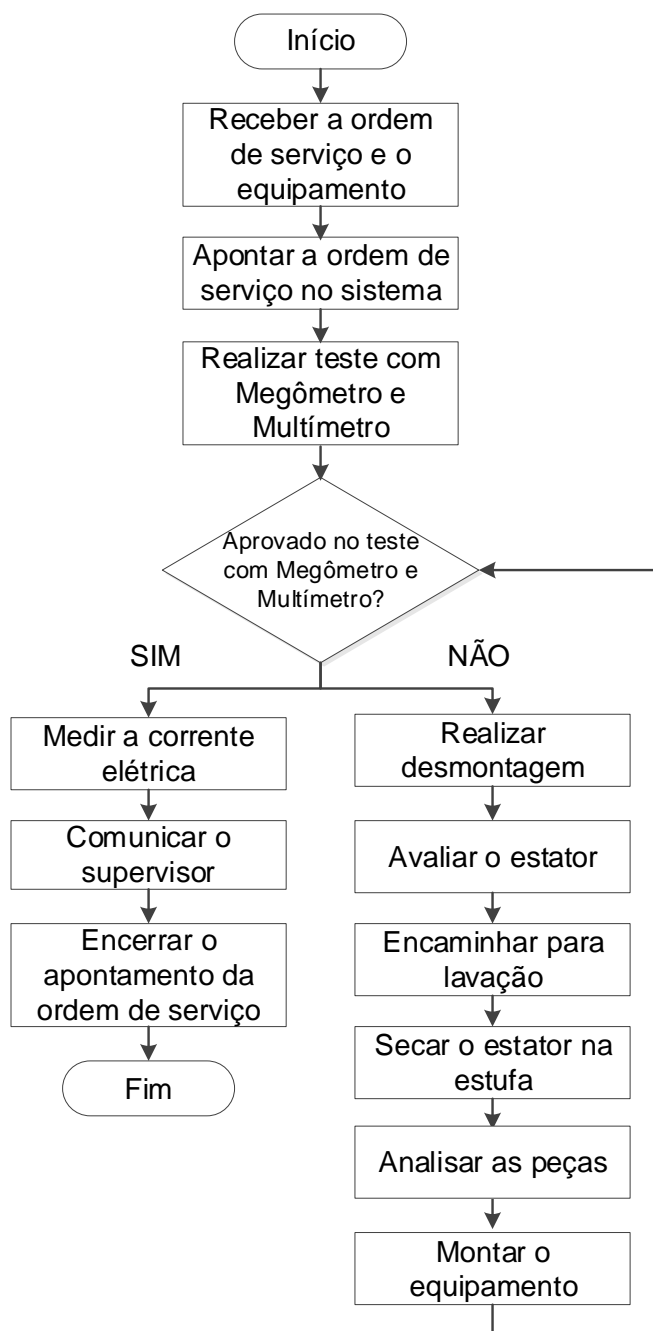 Início
Receber a ordem
de serviço e o
equipamento
Apontar a ordem de
serviço no sistema
Realizar teste com
Megômetro e
Multímetro
Aprovado no teste
com Megômetro e
Multímetro?
SIM
NÃO
Medir a corrente
elétrica
Comunicar o
supervisor
Encerrar o
apontamento da
ordem de serviço
Fim
Realizar
desmontagem
Avaliar o estator
Encaminhar para
lavação
Secar o estator na
estufa
Analisar as peças
Montar o
equipamento